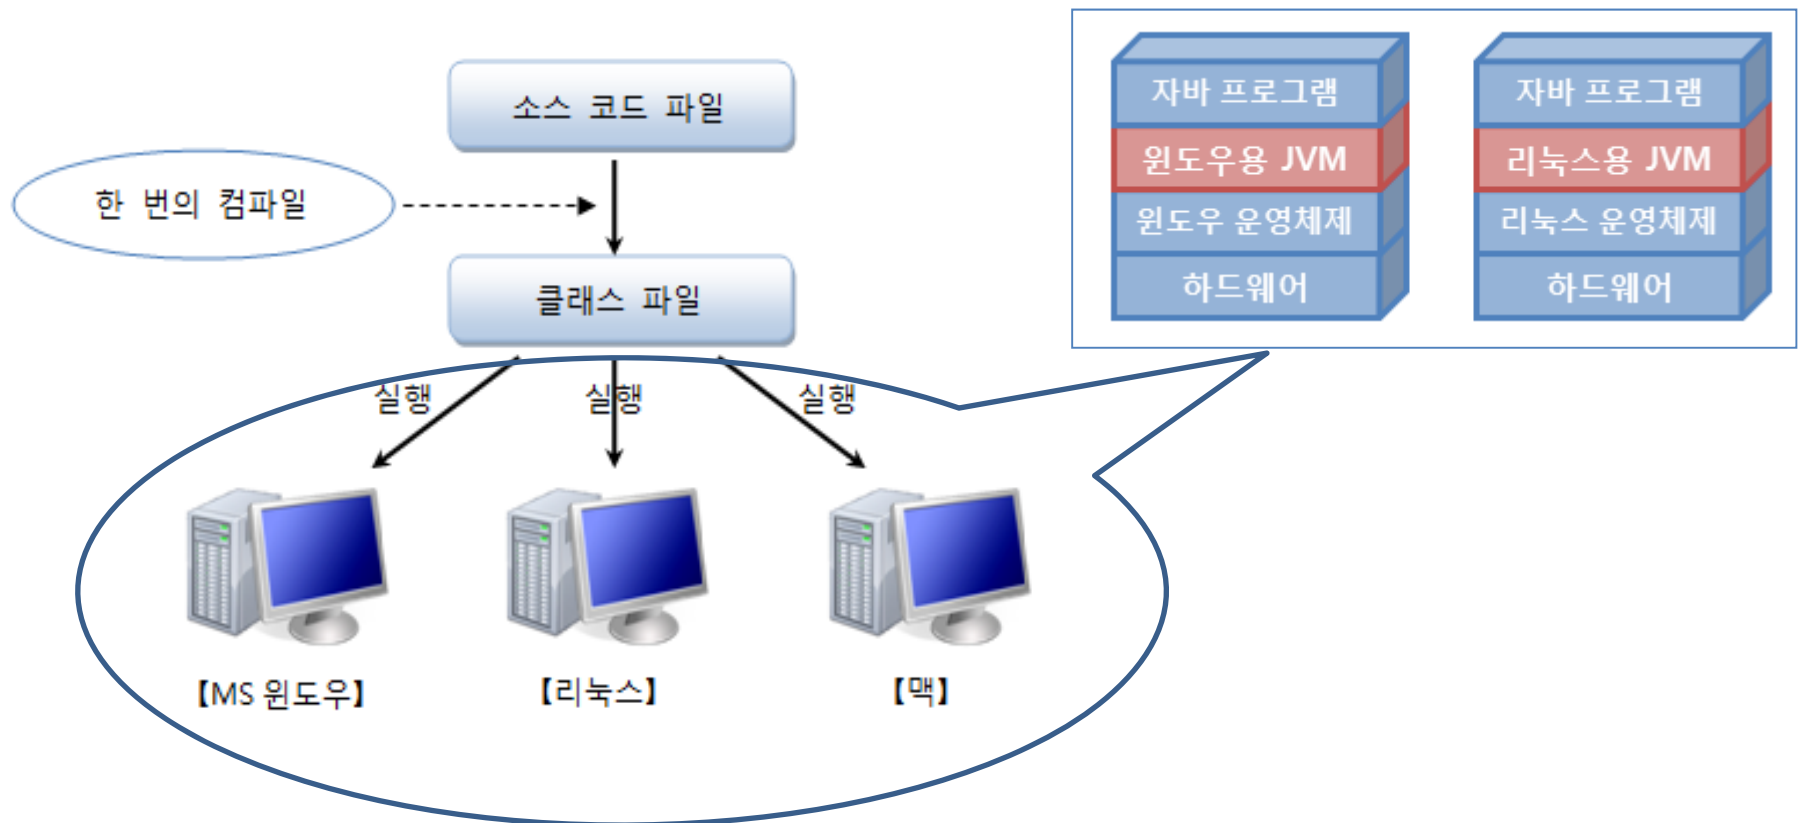 소스 코드 파일
한 번의 컴파일
클래스 파일
실행
실행
실행
【MS 윈도우】
【리눅스】
【맥】
자바 프로그램
윈도우용 JVM
윈도우 운영체제
하드웨어
자바 프로그램
리눅스용 JVM
리눅스 운영체제
하드웨어